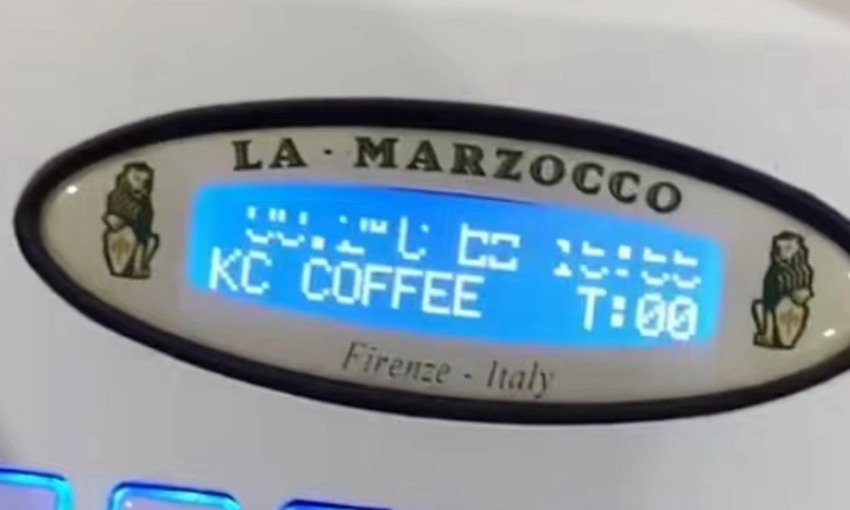 LA · MARZOCCO
KC COFFEE T:00
Firenze - Italy